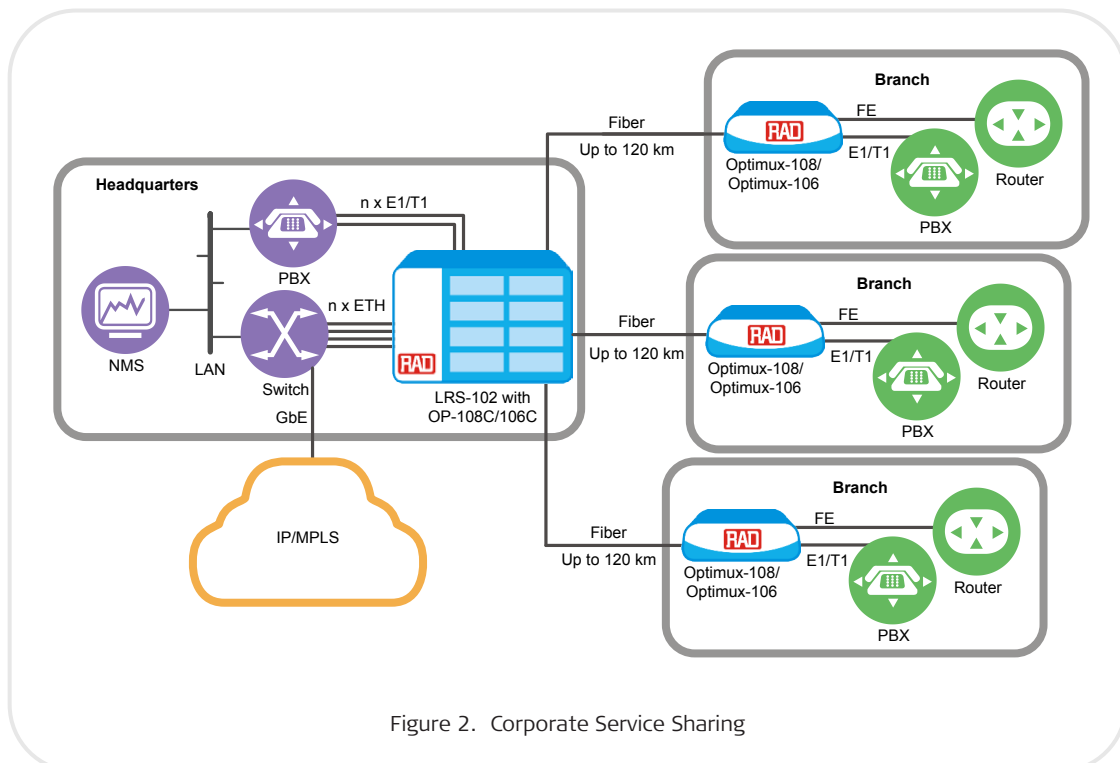 Headquarters
NMS
LAN
PBX
n x E1/T1
Switch
n x ETH
GbE
RAD
LRS-102 with
OP-108C/106C
IP/MPLS
Fiber
Up to 120 km
Branch
RAD
Optimux-108/
Optimux-106
FE
E1/T1
PBX
Router
Fiber
Up to 120 km
Branch
RAD
Optimux-108/
Optimux-106
FE
E1/T1
PBX
Router
Fiber
Up to 120 km
Branch
RAD
Optimux-108/
Optimux-106
FE
E1/T1
PBX
Router
Figure 2. Corporate Service Sharing